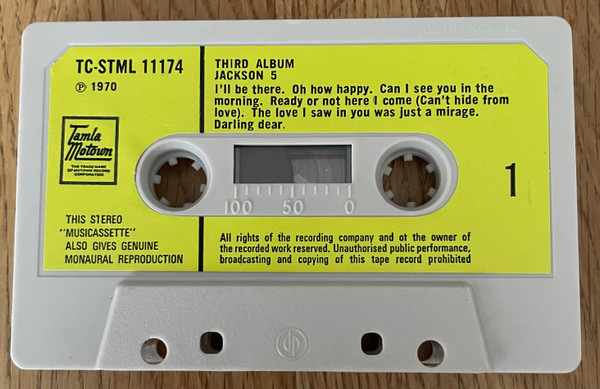 MADE IN ENGLAND
TC-STML 11174
℗ 1970
THIRD ALBUM
JACKSON 5
I'll be there. Oh how happy. Can I see you in the
morning. Ready or not here I come (Can't hide from
love). The love I saw in you was just a mirage.
Darling dear.
Tamla
Motown
THE TRADE MARK
OF MOTOWN RECORD
CORPORATION
100 50 0
1
THIS STEREO
"MUSICASSETTE"
ALSO GIVES GENUINE
MONAURAL REPRODUCTION
All rights of the recording company and ot the owner of
the recorded work reserved. Unauthorised public performance,
broadcasting and copying of this tape record prohibited